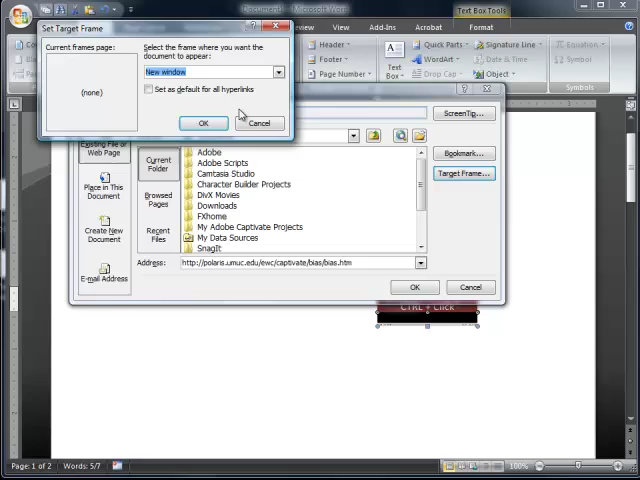 Document1 - Microsoft Word
Text Box Tools
Set Target Frame
References
Mailings
Review
View
Add-Ins
Acrobat
Format
Current frames page:
(none)
Select the frame where you want the
document to appear:
New window
Set as default for all hyperlinks
OK
Cancel
Header
Footer
Page Number
Text
Box
Quick Parts
WordArt
Drop Cap
Signature Line
Date & Time
Object
Equation
Symbol
Symbols
ScreenTip...
Existing File or
Web Page
Place in This
Document
Create New
Document
E-mail Address
Current
Folder
Browsed
Pages
Recent
Files
Adobe
Adobe Scripts
Camtasia Studio
Character Builder Projects
DivX Movies
Downloads
FXhome
My Adobe Captivate Projects
My Data Sources
SnagIt
Bookmark...
Target Frame...
Address:
http://polaris.umuc.edu/ewc/captivate/bias/bias.htm
OK
Cancel
CTRL + Click
Page: 1 of 2
Words: 5/7
100%